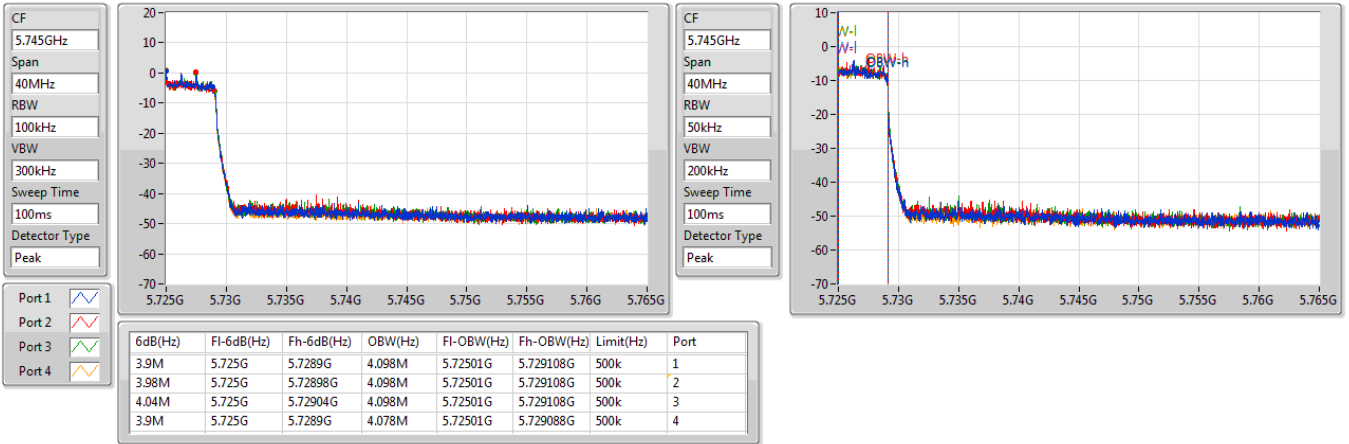 CF
5.745GHz
Span
40MHz
RBW
100kHz
VBW
300kHz
Sweep Time
100ms
Detector Type
Peak
20
10
0
-10
-20
-30
-40
-50
-60
-70
5.725G 5.73G 5.735G 5.74G 5.745G 5.75G 5.755G 5.76G 5.765G
CF
5.745GHz
Span
40MHz
RBW
50kHz
VBW
200kHz
Sweep Time
100ms
Detector Type
Peak
10
0
-10
-20
-30
-40
-50
-60
-70
W-l
W-l
OBW-h
5.725G 5.73G 5.735G 5.74G 5.745G 5.75G 5.755G 5.76G 5.765G
Port 1
Port 2
Port 3
Port 4
6dB(Hz) Fl-6dB(Hz) Fh-6dB(Hz) OBW(Hz) Fl-OBW(Hz) Fh-OBW(Hz) Limit(Hz) Port
3.9M 5.725G 5.7289G 4.098M 5.72501G 5.729108G 500k 1
3.98M 5.725G 5.72898G 4.098M 5.72501G 5.729108G 500k 2
4.04M 5.725G 5.72904G 4.098M 5.72501G 5.729108G 500k 3
3.9M 5.725G 5.7289G 4.078M 5.72501G 5.729088G 500k 4